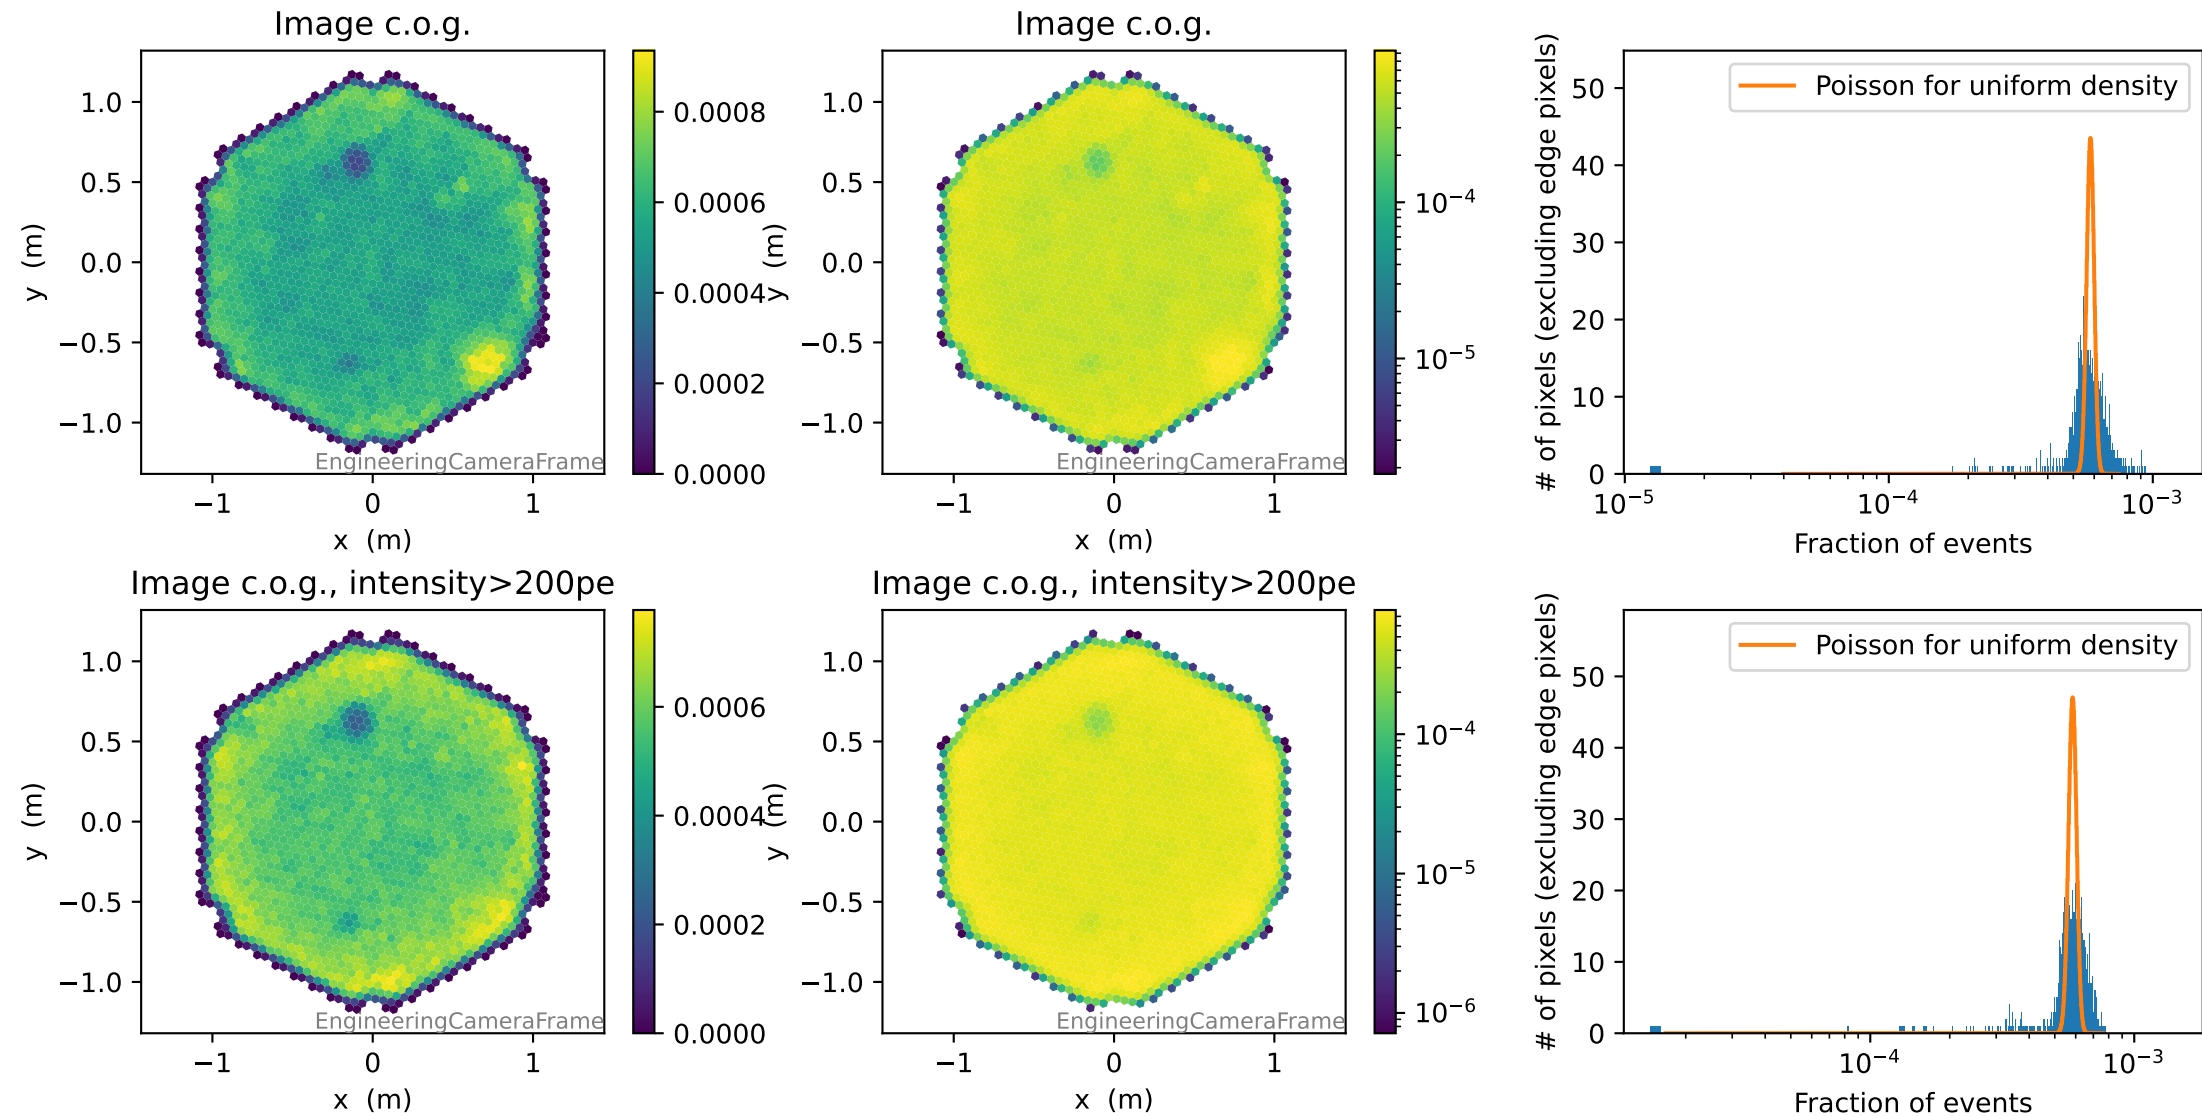 Image c.o.g.
y (m)
1.0
0.5
0.0
−0.5
−1.0
EngineeringCameraFrame
−1 0 1
x (m)
0.0008
0.0006
0.0004
0.0002
0.0000
Image c.o.g.
y (m)
1.0
0.5
0.0
−0.5
−1.0
EngineeringCameraFrame
−1 0 1
x (m)
10⁻⁴
10⁻⁵
# of pixels (excluding edge pixels)
50
40
30
20
10
0
Poisson for uniform density
10⁻⁵ 10⁻⁴ 10⁻³
Fraction of events
Image c.o.g., intensity>200pe
y (m)
1.0
0.5
0.0
−0.5
−1.0
EngineeringCameraFrame
−1 0 1
x (m)
0.0006
0.0004
0.0002
0.0000
Image c.o.g., intensity>200pe
y (m)
1.0
0.5
0.0
−0.5
−1.0
EngineeringCameraFrame
−1 0 1
x (m)
10⁻⁴
10⁻⁵
10⁻⁶
# of pixels (excluding edge pixels)
50
40
30
20
10
0
Poisson for uniform density
10⁻⁴ 10⁻³
Fraction of events